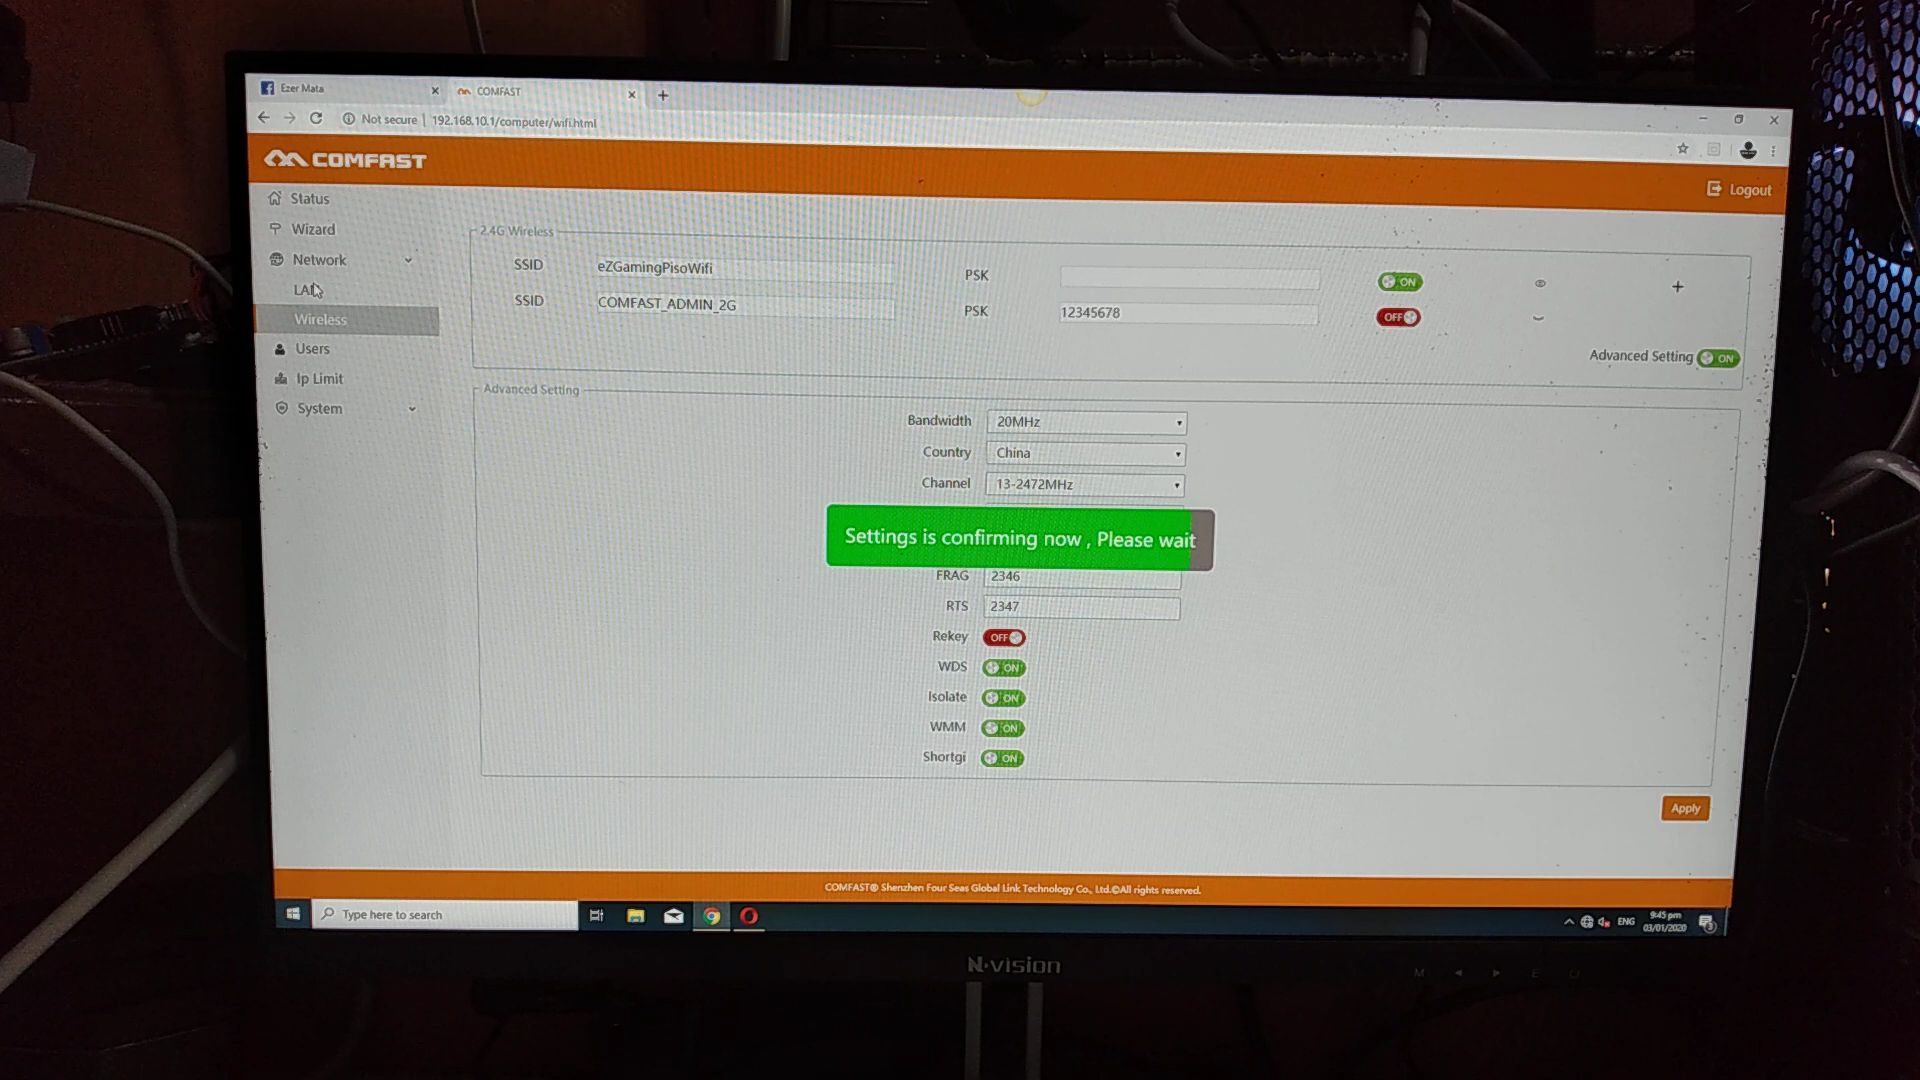 Ezer Mata
COMFAST
Not secure | 192.168.10.1/computer/wifi.html
COMFAST
Logout
Status
Wizard
Network
LAN
Wireless
Users
Ip Limit
System
2.4G Wireless
SSID eZGamingPisoWifi PSK ON
SSID COMFAST_ADMIN_2G PSK 12345678 OFF
Advanced Setting ON
Advanced Setting
Bandwidth 20MHz
Country China
Channel 13-2472MHz
Settings is confirming now , Please wait
FRAG 2346
RTS 2347
Rekey OFF
WDS ON
Isolate ON
WMM ON
Shortgi ON
Apply
COMFAST® Shenzhen Four Seas Global Link Technology Co., Ltd.©All rights reserved.
Type here to search
ENG
9:45 pm
03/01/2020
3
N-vision
M E